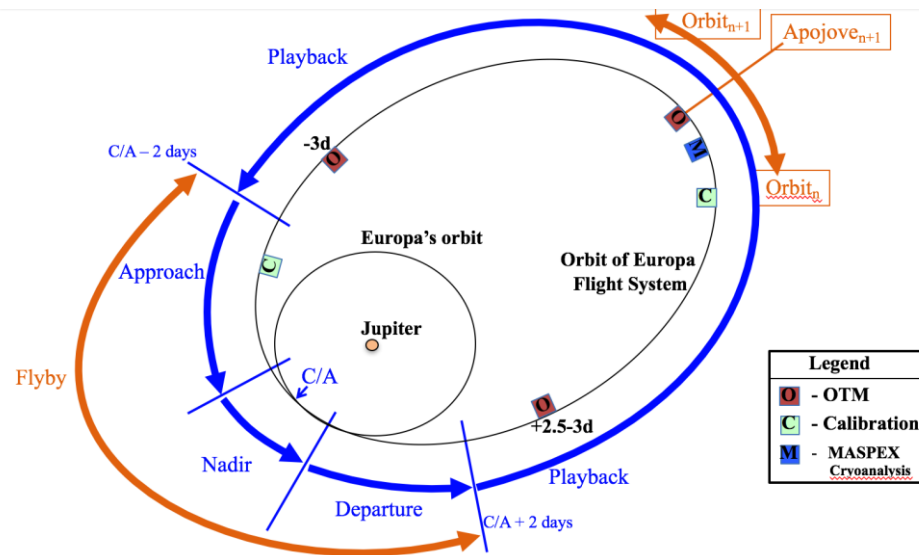 Orbitn+1
Apojoven+1
Playback
O
M
-3d
O
C/A – 2 days
Orbitn
C
Europa's orbit
Orbit of Europa
Flight System
C
Approach
Jupiter
Legend
Flyby
C/A
O - OTM
O
C - Calibration
+2.5-3d
M - MASPEX
Cryoanalysis
Nadir
Playback
Departure
C/A + 2 days